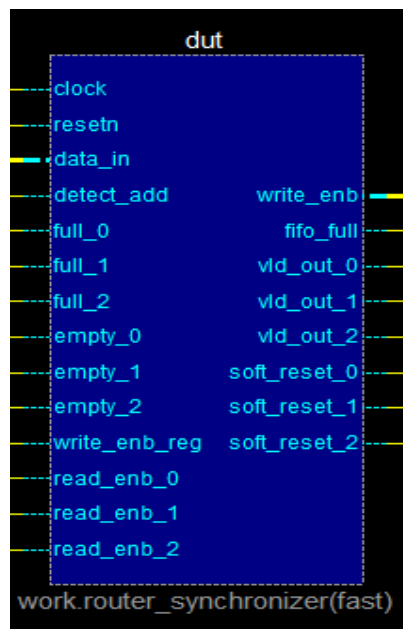 dut
clock
resetn
data_in
detect_add write_enb
full_0 fifo_full
full_1 vld_out_0
full_2 vld_out_1
empty_0 vld_out_2
empty_1 soft_reset_0
empty_2 soft_reset_1
write_enb_reg soft_reset_2
read_enb_0
read_enb_1
read_enb_2
work.router_synchronizer(fast)